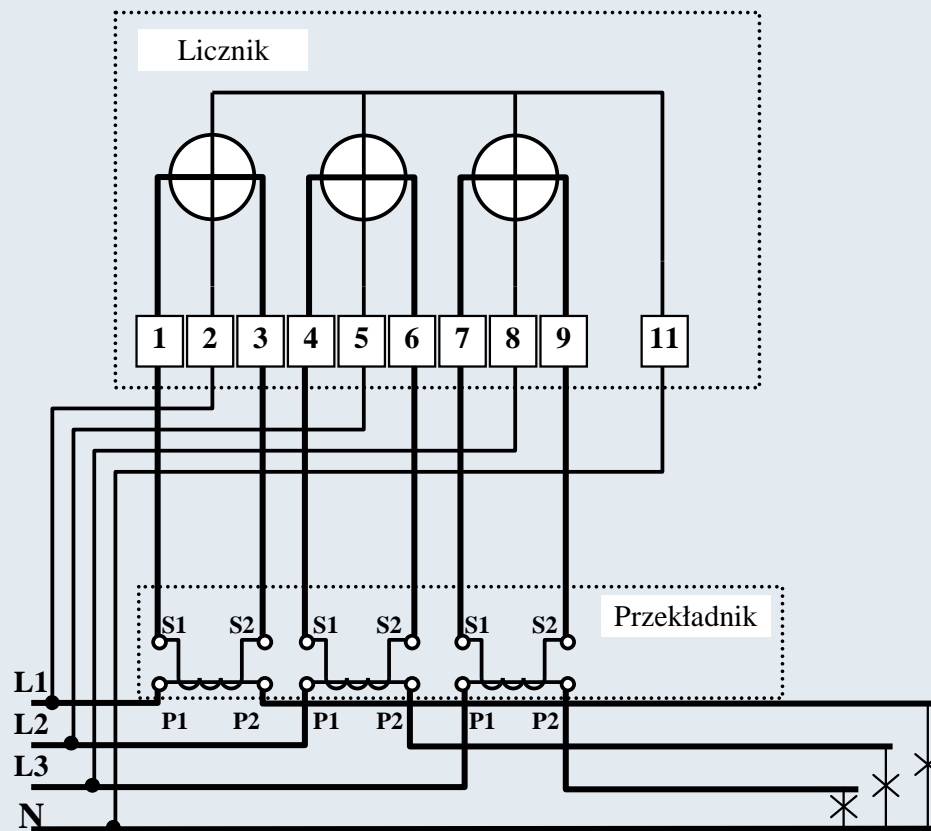 Licznik
1 2 3 4 5 6 7 8 9 11
Przekładnik
S1 S2 S1 S2 S1 S2
L1
P1 P2 P1 P2 P1 P2
L2
L3
N